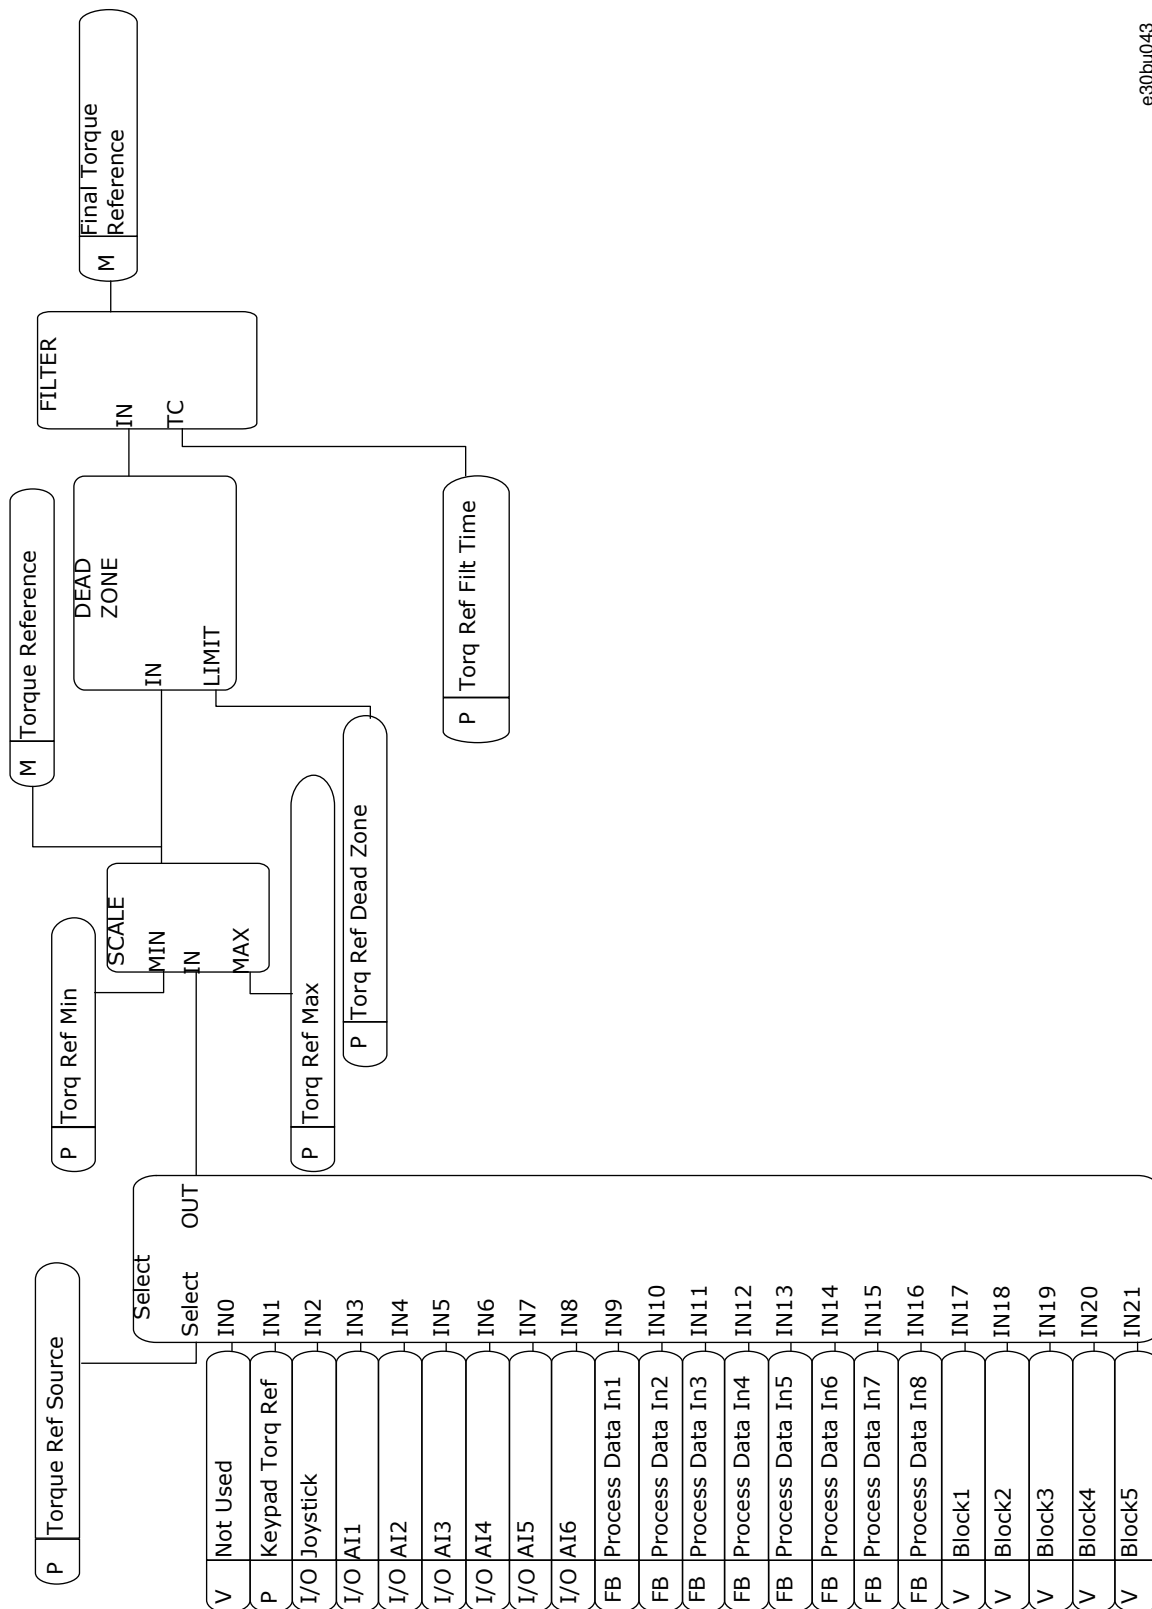 P Torque Ref Source
Select
Select OUT
V Not Used IN0
P Keypad Torq Ref IN1
I/O Joystick IN2
I/O AI1 IN3
I/O AI2 IN4
I/O AI3 IN5
I/O AI4 IN6
I/O AI5 IN7
I/O AI6 IN8
FB Process Data In1 IN9
FB Process Data In2 IN10
FB Process Data In3 IN11
FB Process Data In4 IN12
FB Process Data In5 IN13
FB Process Data In6 IN14
FB Process Data In7 IN15
FB Process Data In8 IN16
V Block1 IN17
V Block2 IN18
V Block3 IN19
V Block4 IN20
V Block5 IN21
P Torq Ref Min
SCALE
MIN
IN
MAX
P Torq Ref Max
P Torq Ref Dead Zone
M Torque Reference
DEAD
ZONE
IN
LIMIT
P Torq Ref Filt Time
FILTER
IN
TC
M Final Torque
Reference
e30bu043